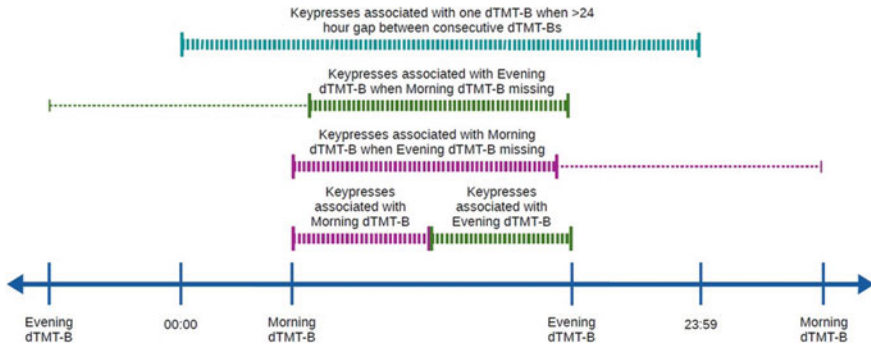 Keypresses associated with one dTMT-B when >24
hour gap between consecutive dTMT-Bs
Keypresses associated with Evening
dTMT-B when Morning dTMT-B missing
Keypresses associated with Morning
dTMT-B when Evening dTMT-B missing
Keypresses
associated with
Morning dTMT-B
Keypresses
associated with
Evening dTMT-B
Evening
dTMT-B
00:00
Morning
dTMT-B
Evening
dTMT-B
23:59
Morning
dTMT-B